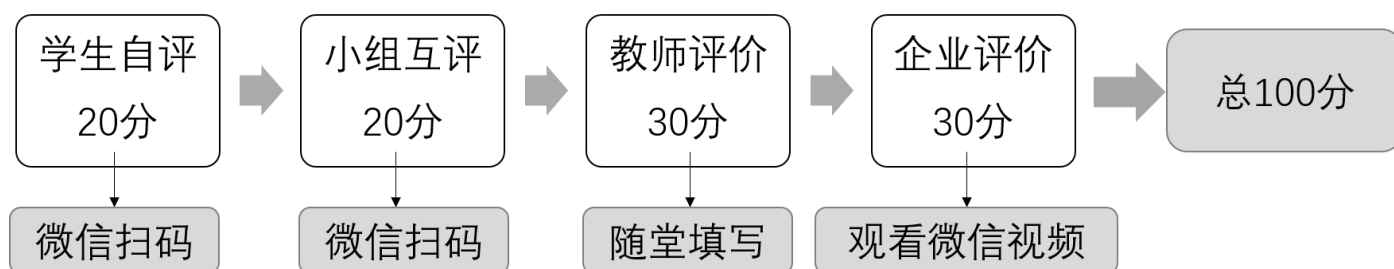 学生自评
20分
小组互评
20分
教师评价
30分
企业评价
30分
总100分
微信扫码
微信扫码
随堂填写
观看微信视频